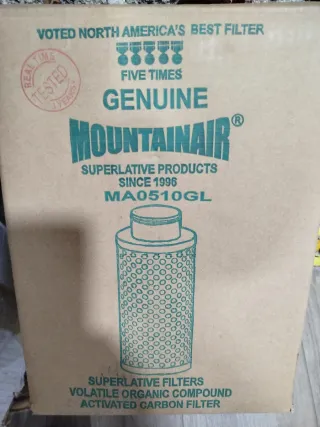 VOTED NORTH AMERICA'S BEST FILTER
FIVE TIMES
GENUINE
MOUNTAINAIR®
SUPERLATIVE PRODUCTS
SINCE 1996
MA0510GL
SUPERLATIVE FILTERS
VOLATILE ORGANIC COMPOUND
ACTIVATED CARBON FILTER
TESTED